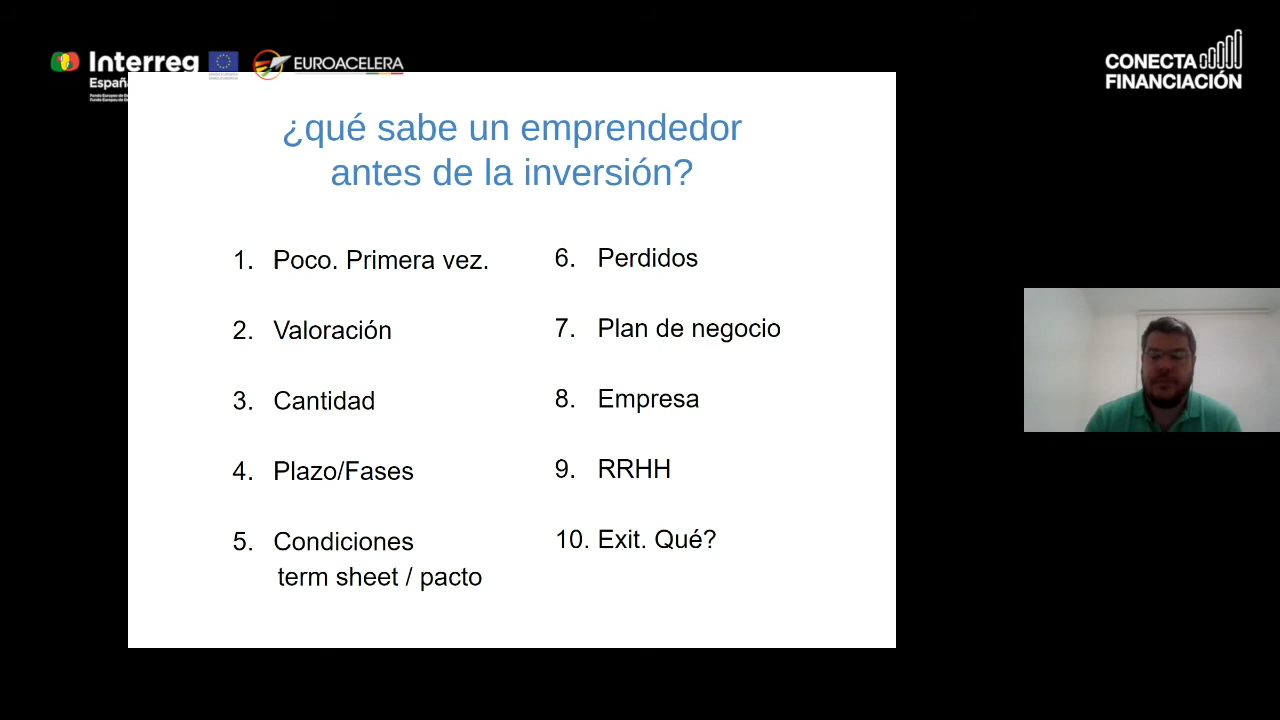 Interreg
España
EUROACELERA
CONECTA
FINANCIACIÓN
¿qué sabe un emprendedor
antes de la inversión?
1. Poco. Primera vez.
2. Valoración
3. Cantidad
4. Plazo/Fases
5. Condiciones
term sheet / pacto
6. Perdidos
7. Plan de negocio
8. Empresa
9. RRHH
10. Exit. Qué?